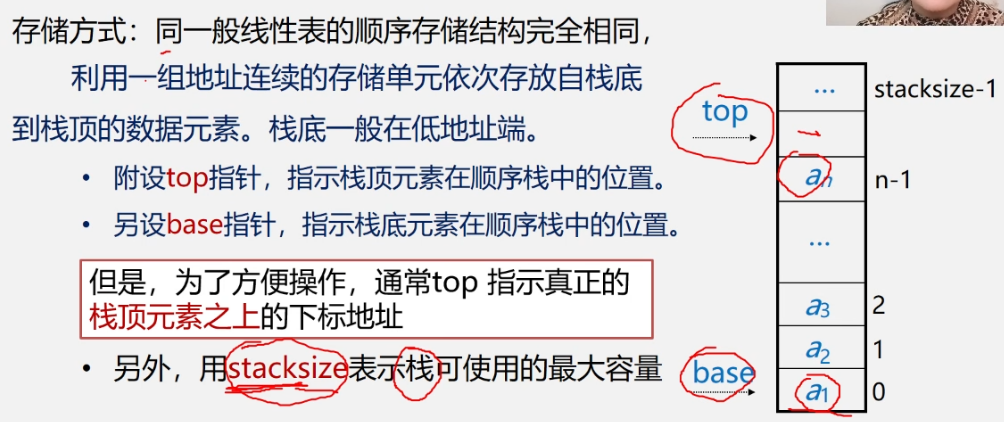 存储方式：同一般线性表的顺序存储结构完全相同，
利用一组地址连续的存储单元依次存放自栈底
到栈顶的数据元素。栈底一般在低地址端。
• 附设top指针，指示栈顶元素在顺序栈中的位置。
• 另设base指针，指示栈底元素在顺序栈中的位置。
但是，为了方便操作，通常top 指示真正的
栈顶元素之上的下标地址
• 另外，用stacksize表示栈可使用的最大容量
top
base
... stacksize-1
an n-1
...
a3 2
a2 1
a1 0